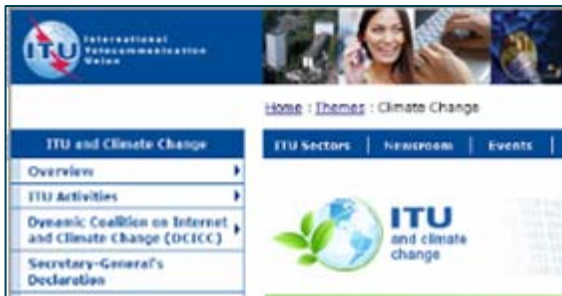 ITU
International
Telecommunication
Union
Home : Themes : Climate Change
ITU and Climate Change
ITU Sectors | Newsroom | Events |
Overview
ITU Activities
Dynamic Coalition on Internet
and Climate Change (DCICC)
Secretary-General's
Declaration
ITU
and climate
change